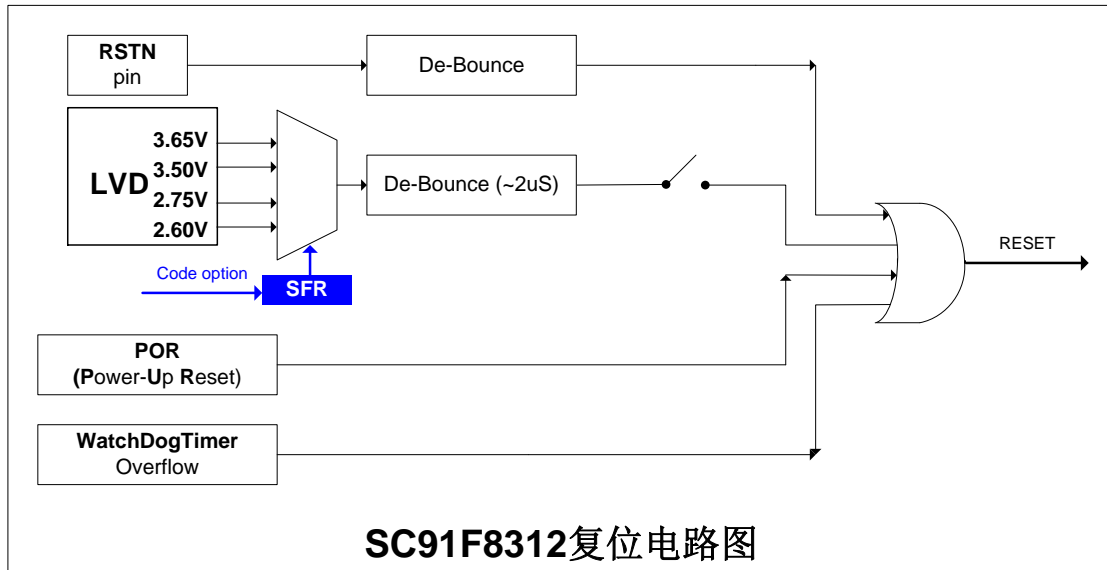 RSTN
pin
De-Bounce
LVD
3.65V
3.50V
2.75V
2.60V
De-Bounce (~2uS)
Code option
SFR
RESET
POR
(Power-Up Reset)
WatchDogTimer
Overflow
SC91F8312复位电路图